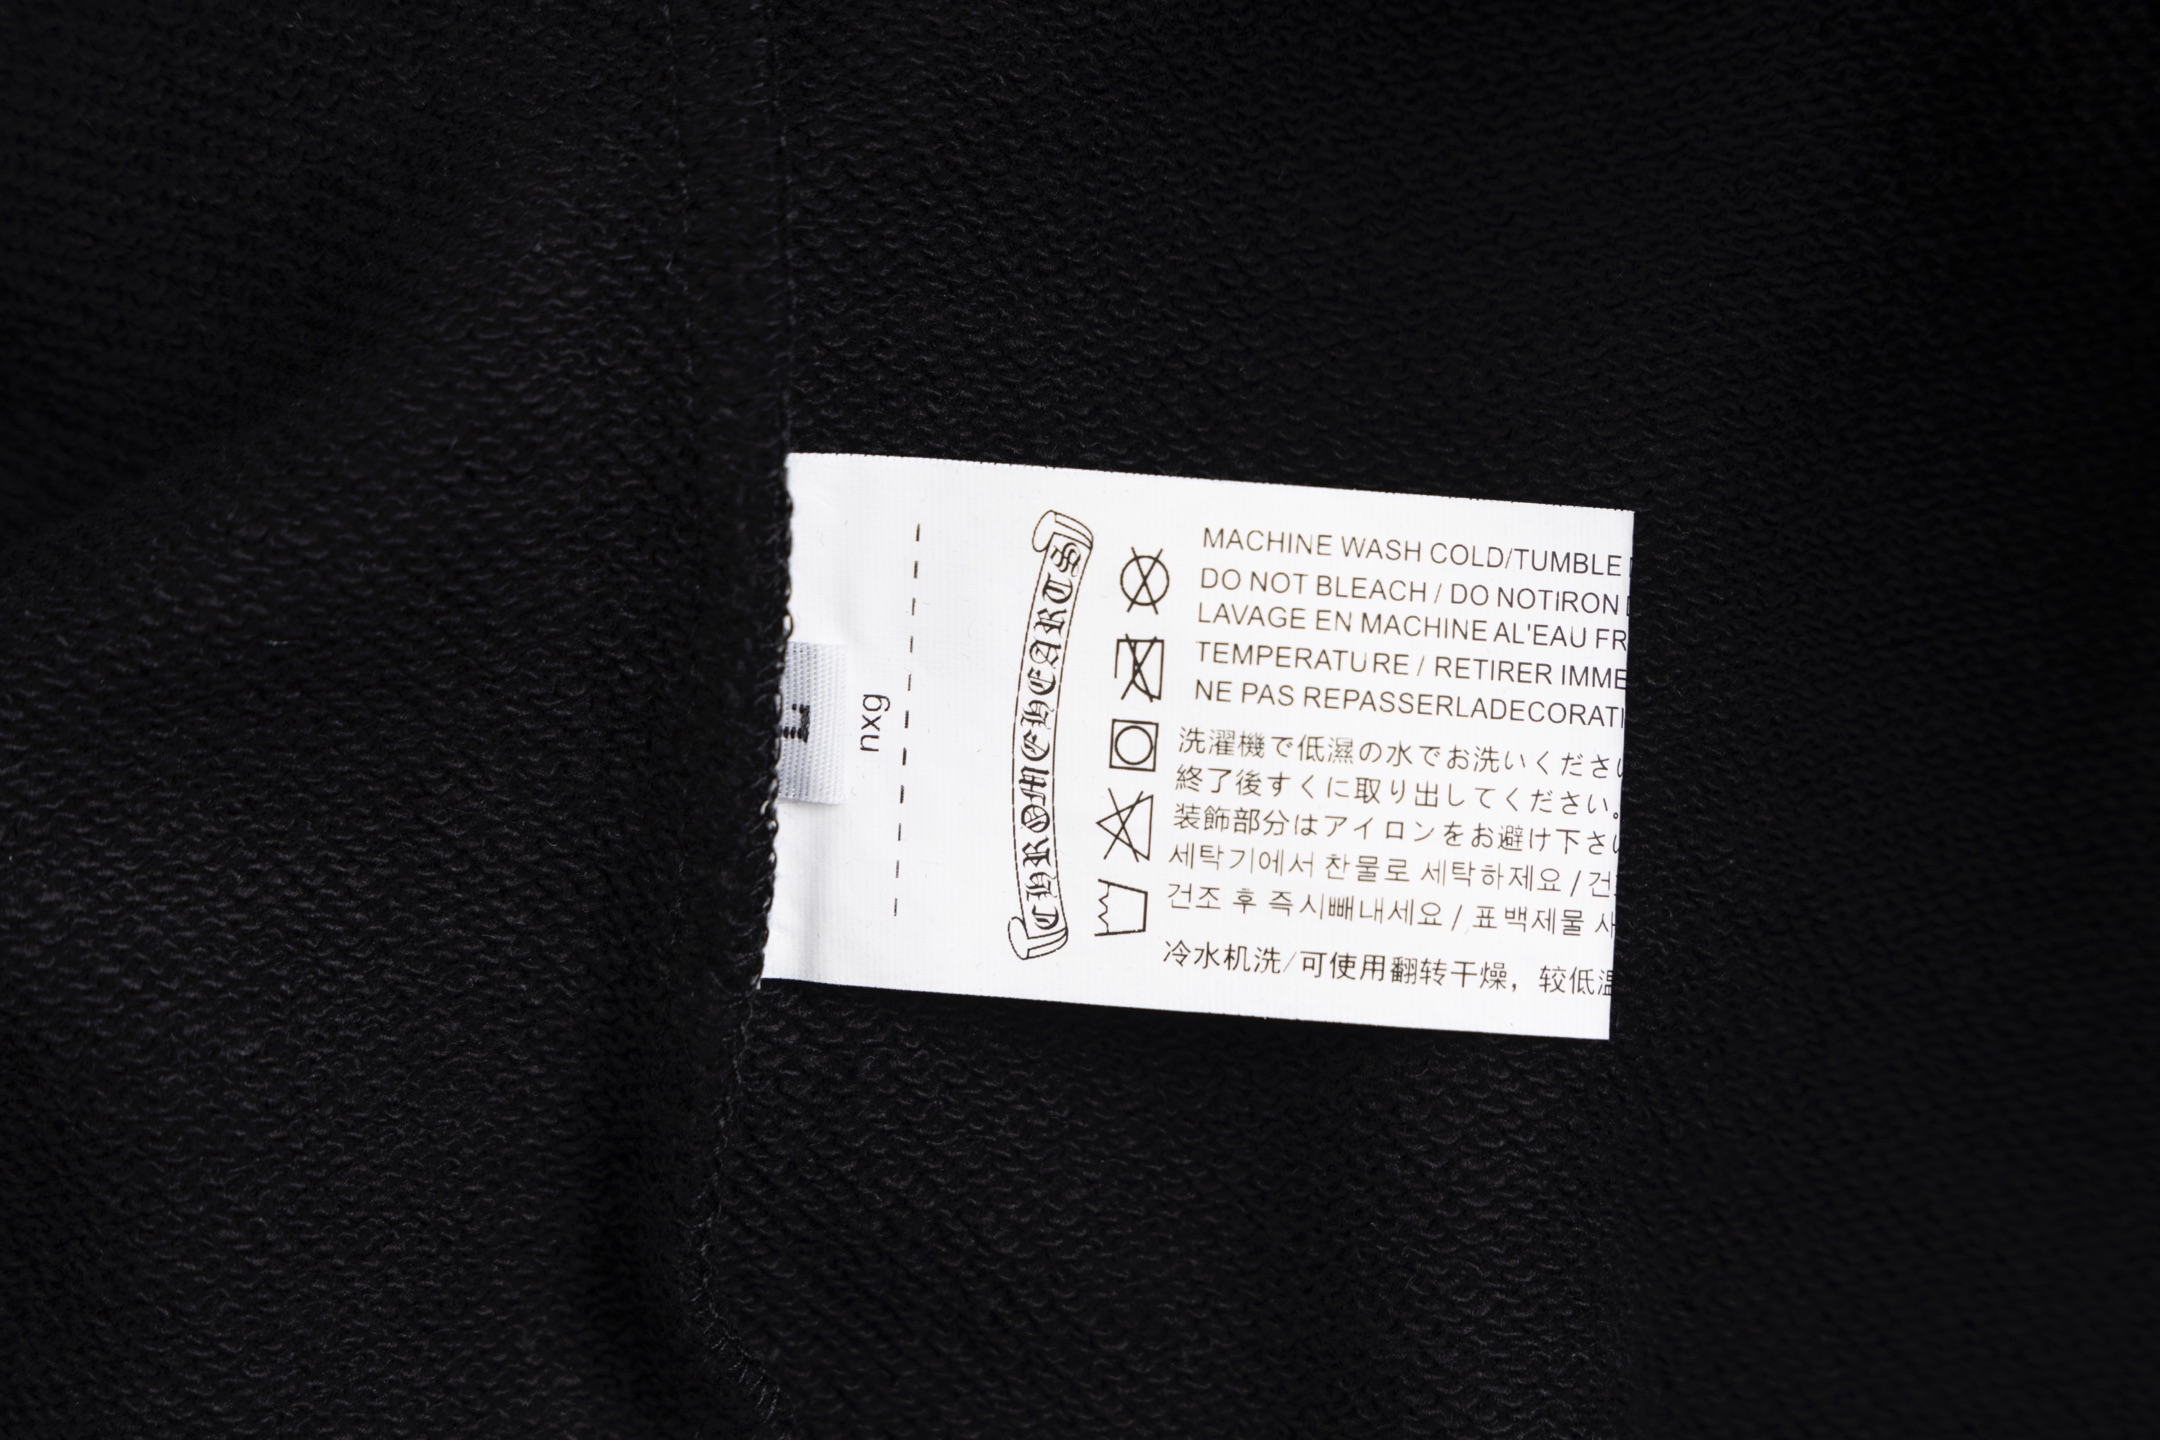 L
nxg
CHROME HEARTS
MACHINE WASH COLD/TUMBLE
DO NOT BLEACH / DO NOTIRON
LAVAGE EN MACHINE AL'EAU FR
TEMPERATURE / RETIRER IMME
NE PAS REPASSERLADECORATI
洗濯機で低濕の水でお洗いくださ
終了後すくに取り出してください。
装飾部分はアイロンをお避け下さ
세탁기에서 찬물로 세탁하제요 / 건
건조 후 즉시빼내세요 / 표백제물 사
冷水机洗/可使用翻转干燥，较低温